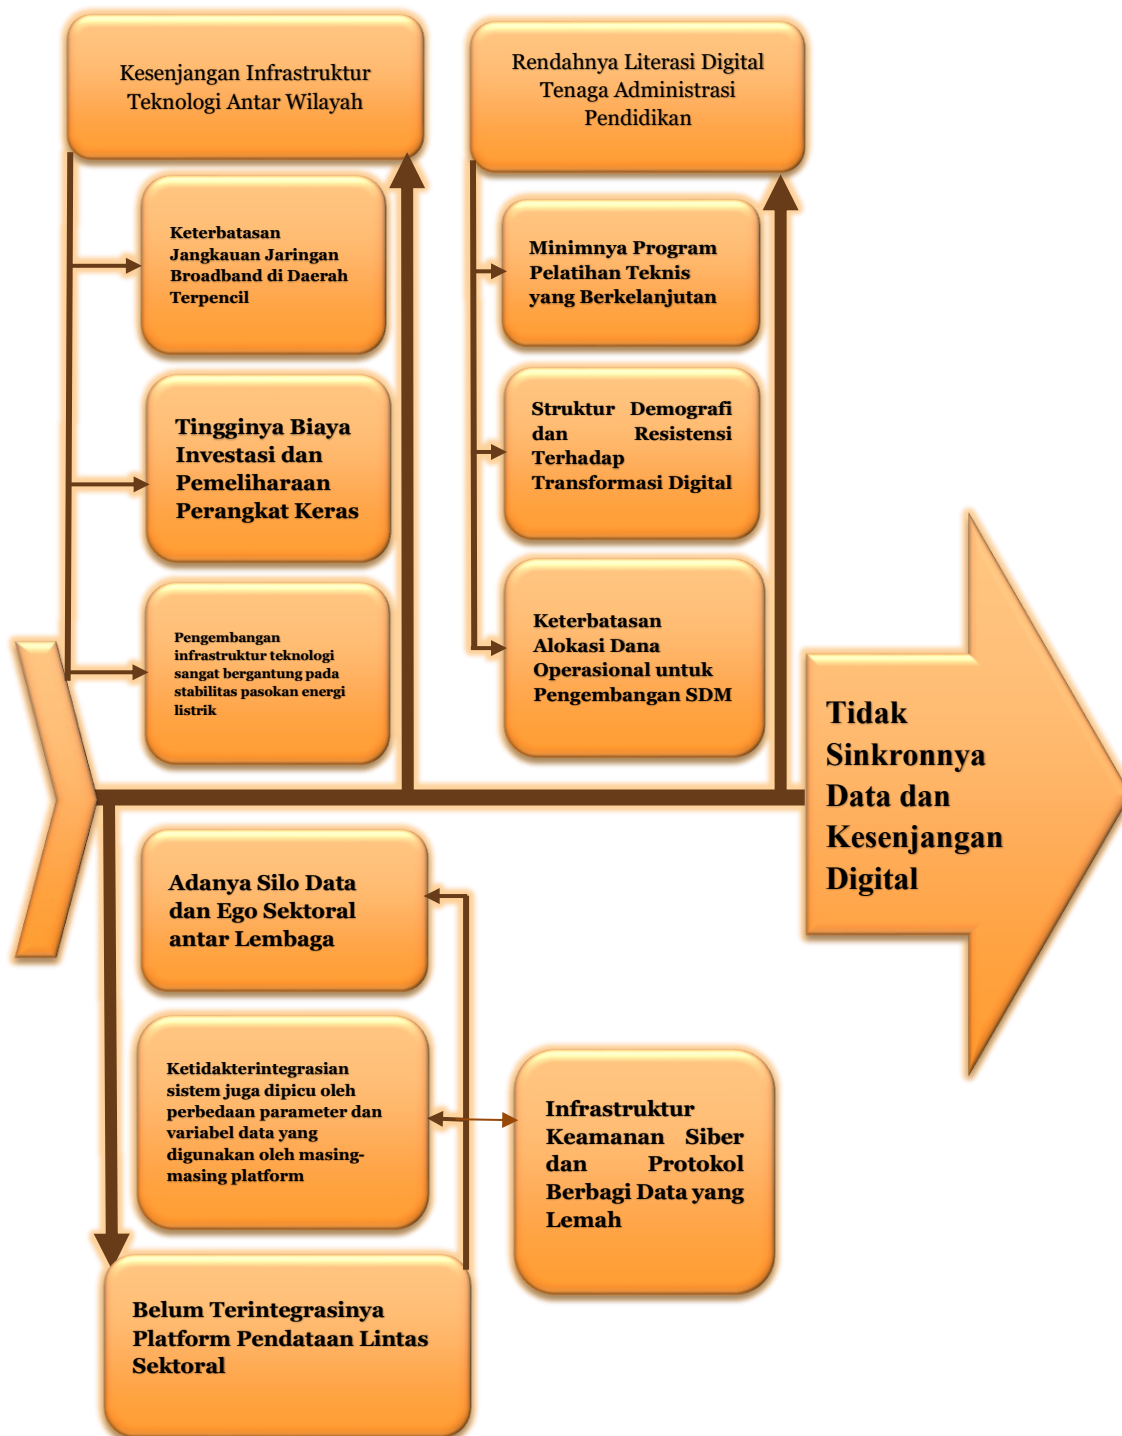 Kesenjangan Infrastruktur
Teknologi Antar Wilayah
Rendahnya Literasi Digital
Tenaga Administrasi
Pendidikan
Keterbatasan
Jangkauan Jaringan
Broadband di Daerah
Terpencil
Tingginya Biaya
Investasi dan
Pemeliharaan
Perangkat Keras
Pengembangan
infrastruktur teknologi
sangat bergantung pada
stabilitas pasokan energi
listrik
Minimnya Program
Pelatihan Teknis
yang Berkelanjutan
Struktur Demografi
dan Resistensi
Terhadap
Transformasi Digital
Keterbatasan
Alokasi Dana
Operasional untuk
Pengembangan SDM
Tidak
Sinkronnya
Data dan
Kesenjangan
Digital
Adanya Silo Data
dan Ego Sektoral
antar Lembaga
Ketidakterintegrasian
sistem juga dipicu oleh
perbedaan parameter dan
variabel data yang
digunakan oleh masing-
masing platform
Infrastruktur
Keamanan Siber
dan Protokol
Berbagi Data yang
Lemah
Belum Terintegrasinya
Platform Pendataan Lintas
Sektoral